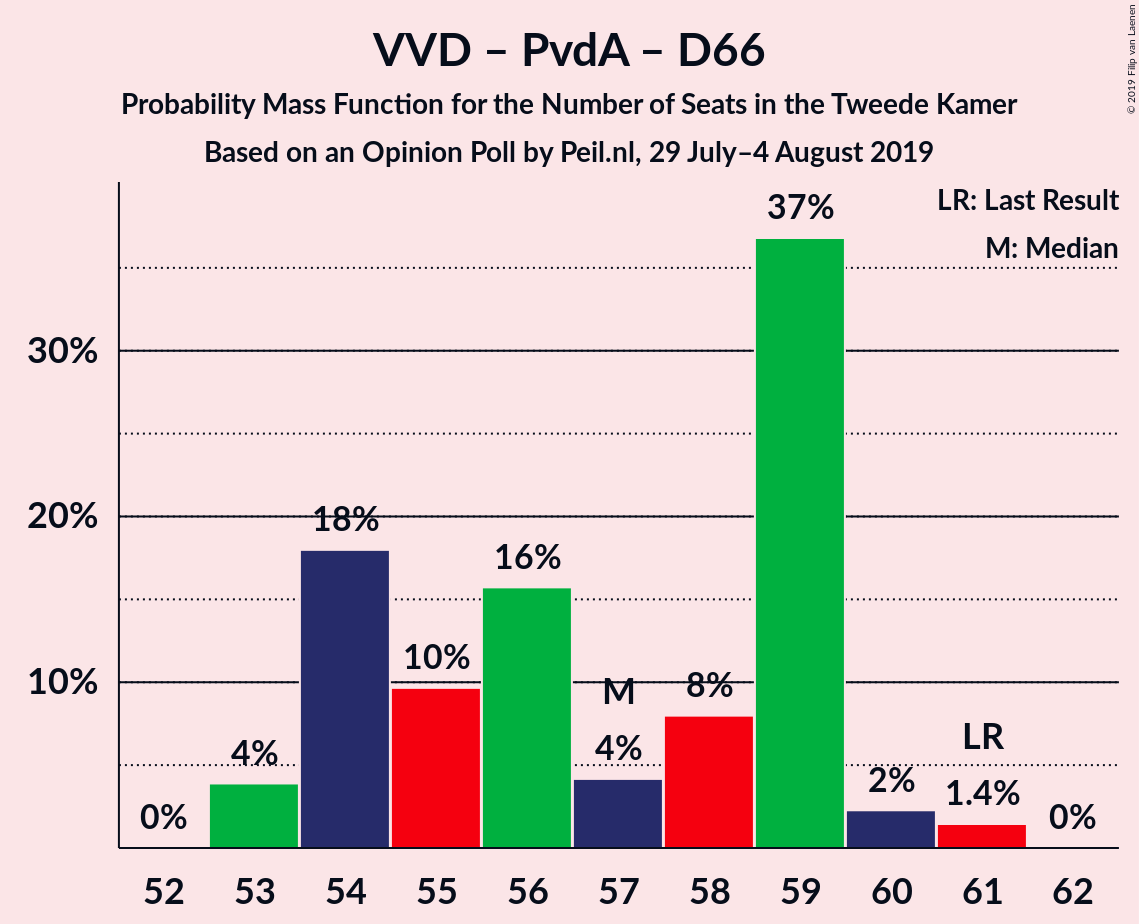 VVD – PvdA – D66
Probability Mass Function for the Number of Seats in the Tweede Kamer
Based on an Opinion Poll by Peil.nl, 29 July–4 August 2019
© 2019 Filip van Laenen
LR: Last Result
M: Median
37%
30%
20%
18%
16%
10%
10%
M
8%
4%
4%
LR
2%
1.4%
0%
0%
52 53 54 55 56 57 58 59 60 61 62